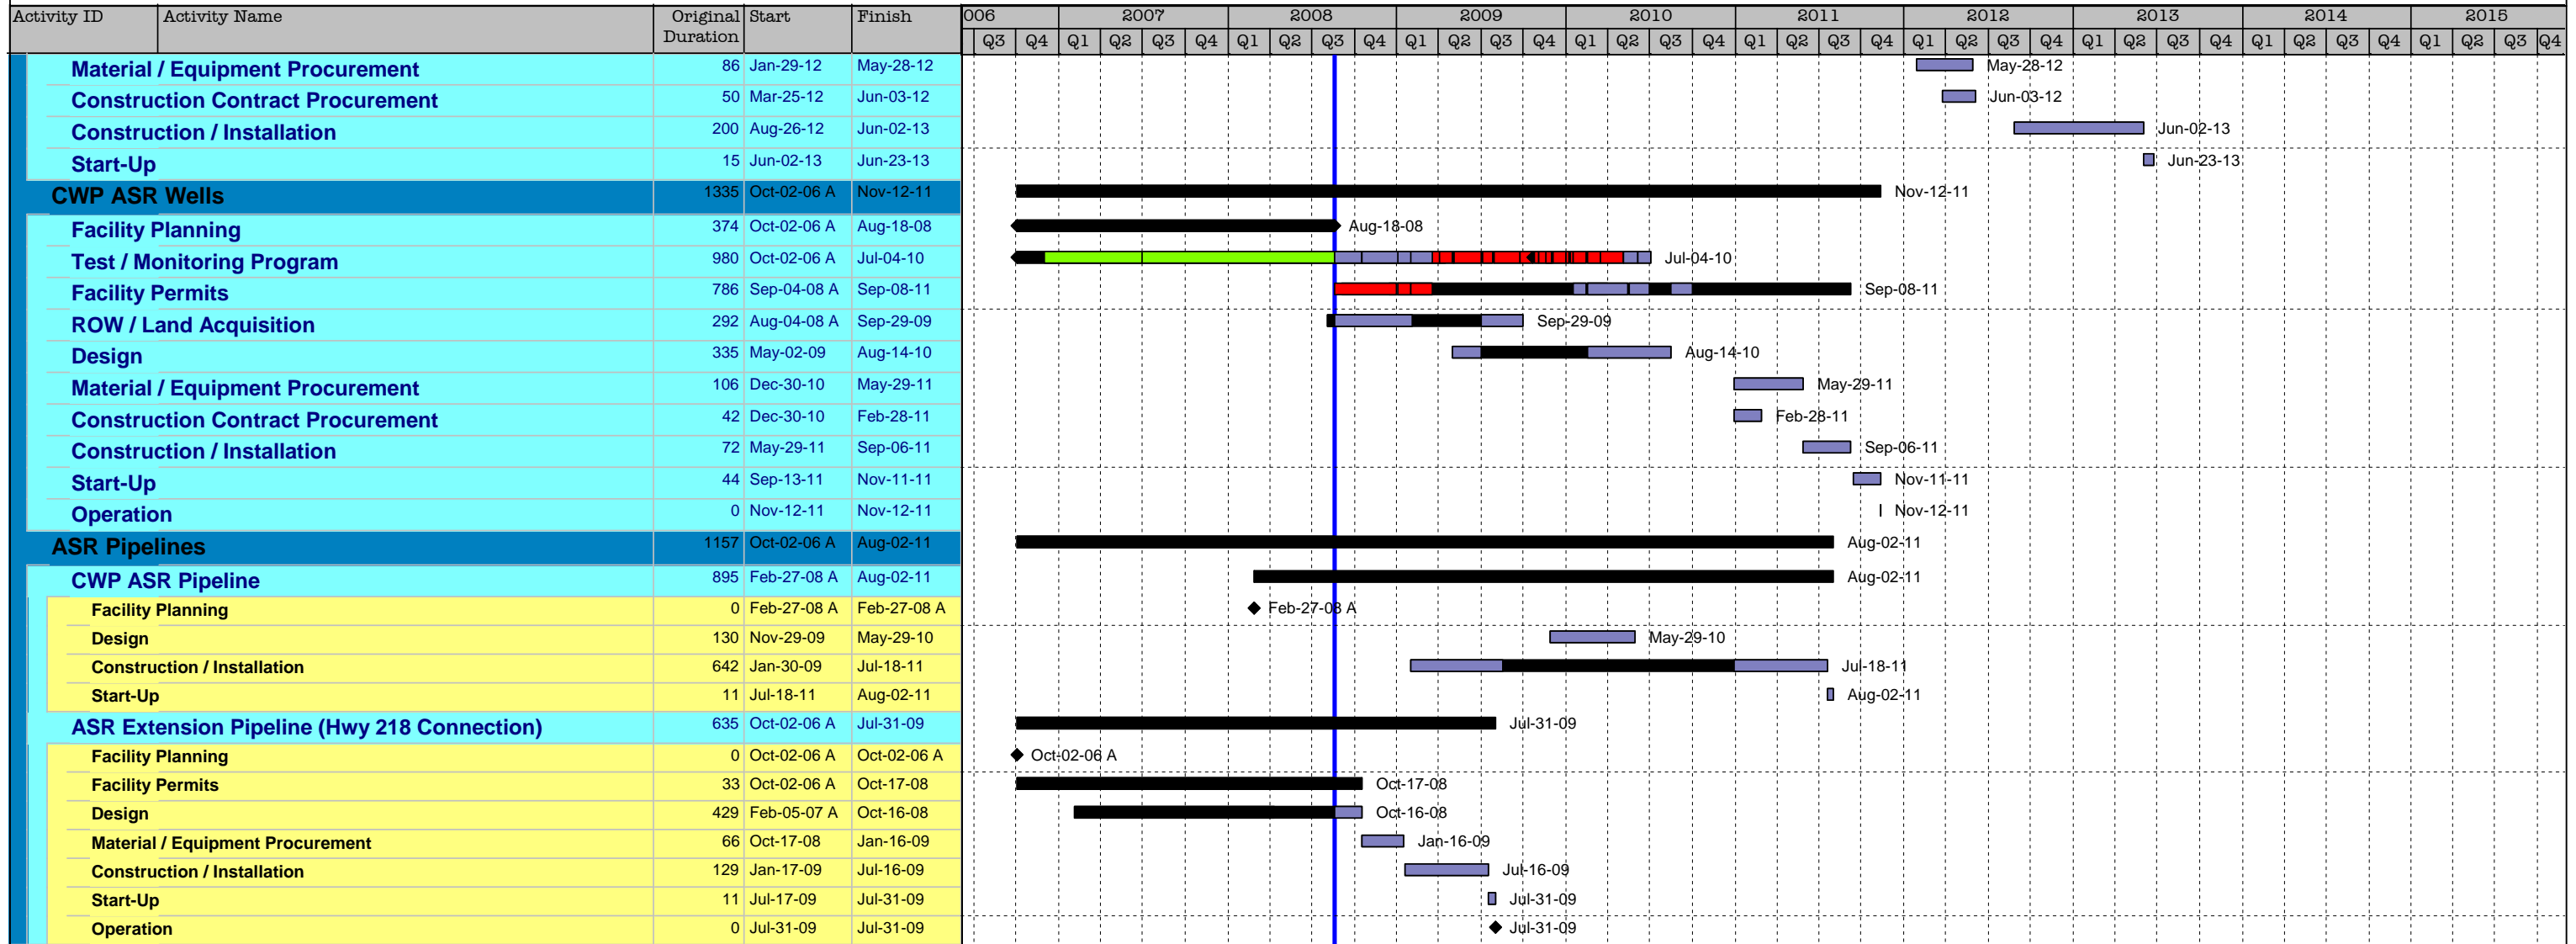 Activity ID Activity Name Original Duration Start Finish 006 2007 2008 2009 2010 2011 2012 2013 2014 2015
Q3 Q4 Q1 Q2 Q3 Q4 Q1 Q2 Q3 Q4 Q1 Q2 Q3 Q4 Q1 Q2 Q3 Q4 Q1 Q2 Q3 Q4 Q1 Q2 Q3 Q4 Q1 Q2 Q3 Q4 Q1 Q2 Q3 Q4 Q1 Q2 Q3 Q4
Material / Equipment Procurement 86 Jan-29-12 May-28-12 May-28-12
Construction Contract Procurement 50 Mar-25-12 Jun-03-12 Jun-03-12
Construction / Installation 200 Aug-26-12 Jun-02-13 Jun-02-13
Start-Up 15 Jun-02-13 Jun-23-13 Jun-23-13
CWP ASR Wells 1335 Oct-02-06 A Nov-12-11 Nov-12-11
Facility Planning 374 Oct-02-06 A Aug-18-08 Aug-18-08
Test / Monitoring Program 980 Oct-02-06 A Jul-04-10 Jul-04-10
Facility Permits 786 Sep-04-08 A Sep-08-11 Sep-08-11
ROW / Land Acquisition 292 Aug-04-08 A Sep-29-09 Sep-29-09
Design 335 May-02-09 Aug-14-10 Aug-14-10
Material / Equipment Procurement 106 Dec-30-10 May-29-11 May-29-11
Construction Contract Procurement 42 Dec-30-10 Feb-28-11 Feb-28-11
Construction / Installation 72 May-29-11 Sep-06-11 Sep-06-11
Start-Up 44 Sep-13-11 Nov-11-11 Nov-11-11
Operation 0 Nov-12-11 Nov-12-11 Nov-12-11
ASR Pipelines 1157 Oct-02-06 A Aug-02-11 Aug-02-11
CWP ASR Pipeline 895 Feb-27-08 A Aug-02-11 Aug-02-11
Facility Planning 0 Feb-27-08 A Feb-27-08 A Feb-27-08 A
Design 130 Nov-29-09 May-29-10 May-29-10
Construction / Installation 642 Jan-30-09 Jul-18-11 Jul-18-11
Start-Up 11 Jul-18-11 Aug-02-11 Aug-02-11
ASR Extension Pipeline (Hwy 218 Connection) 635 Oct-02-06 A Jul-31-09 Jul-31-09
Facility Planning 0 Oct-02-06 A Oct-02-06 A Oct-02-06 A
Facility Permits 33 Oct-02-06 A Oct-17-08 Oct-17-08
Design 429 Feb-05-07 A Oct-16-08 Oct-16-08
Material / Equipment Procurement 66 Oct-17-08 Jan-16-09 Jan-16-09
Construction / Installation 129 Jan-17-09 Jul-16-09 Jul-16-09
Start-Up 11 Jul-17-09 Jul-31-09 Jul-31-09
Operation 0 Jul-31-09 Jul-31-09 Jul-31-09